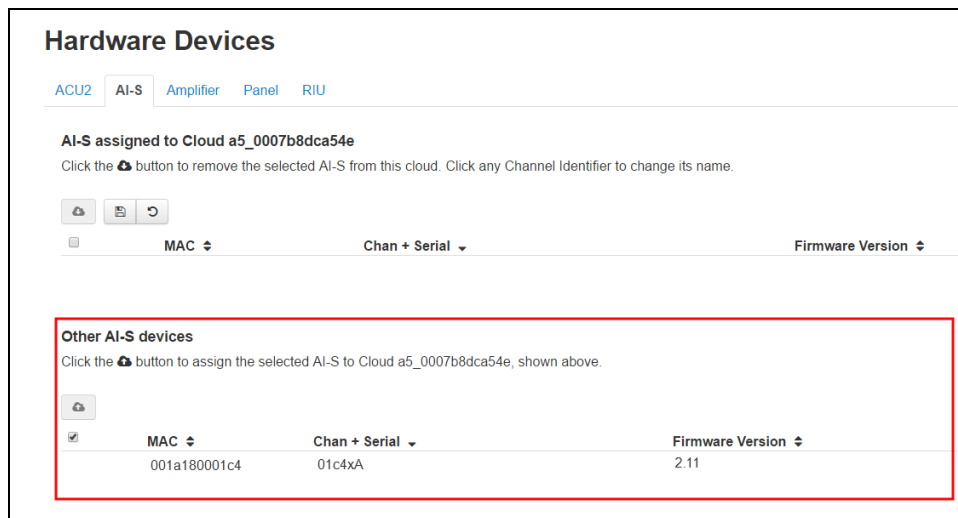 Hardware Devices
ACU2 AI-S Amplifier Panel RIU
AI-S assigned to Cloud a5_0007b8dca54e
Click the button to remove the selected AI-S from this cloud. Click any Channel Identifier to change its name.
MAC Chan + Serial Firmware Version
Other AI-S devices
Click the button to assign the selected AI-S to Cloud a5_0007b8dca54e, shown above.
MAC Chan + Serial Firmware Version
001a180001c4 01c4xA 2.11